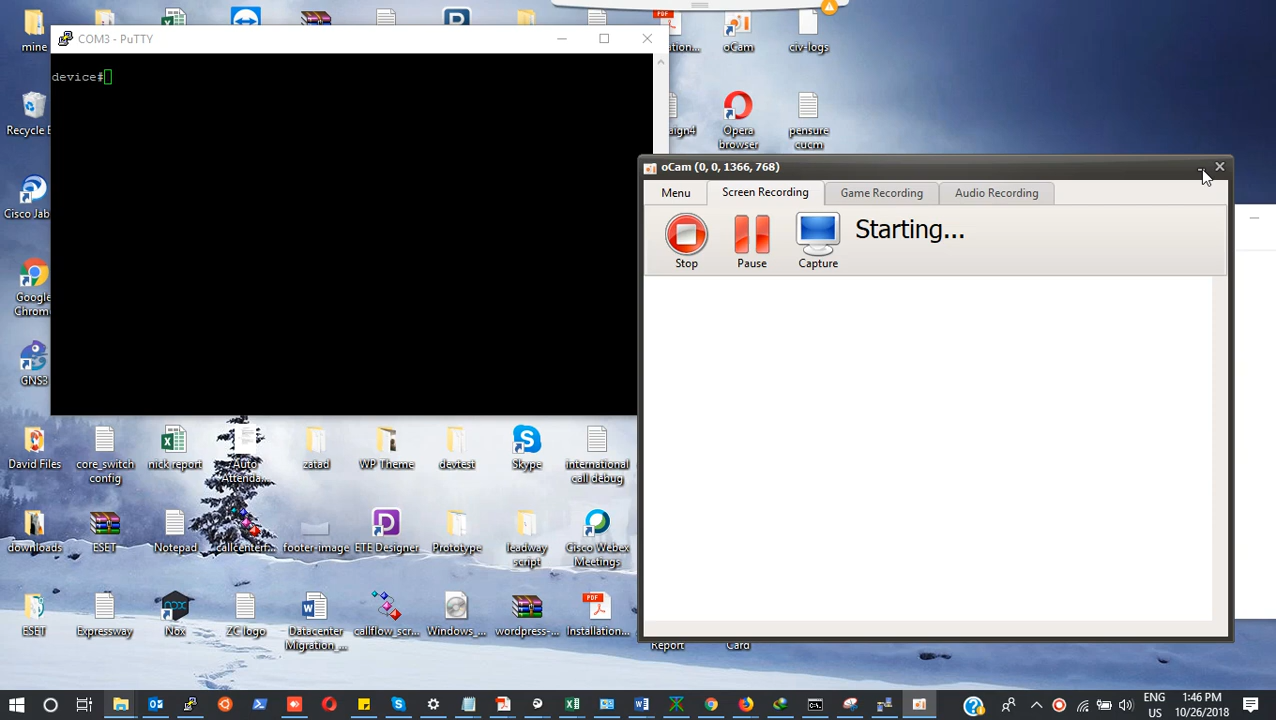 mine
COM3 - PuTTY
device#
oCam
civ-logs
Recycle
Opera
browser
pensure
cucm
oCam (0, 0, 1366, 768)
Menu
Screen Recording
Game Recording
Audio Recording
Stop
Pause
Capture
Starting...
Cisco Jab
Google
Chrom
GNS3
David Files
core_switch
config
nick report
Auto
Attenda...
zatad
WP Theme
devtest
Skype
international
call debug
downloads
ESET
Notepad
callcenterf...
footer-image
ETE Designer
Prototype
leadway
script
Cisco Webex
Meetings
ESET
Expressway
Nox
ZC logo
Datacenter
Migration_...
callflow_scr...
Windows_...
wordpress-...
PDF
Installation...
Report
Card
ENG
US
1:46 PM
10/26/2018